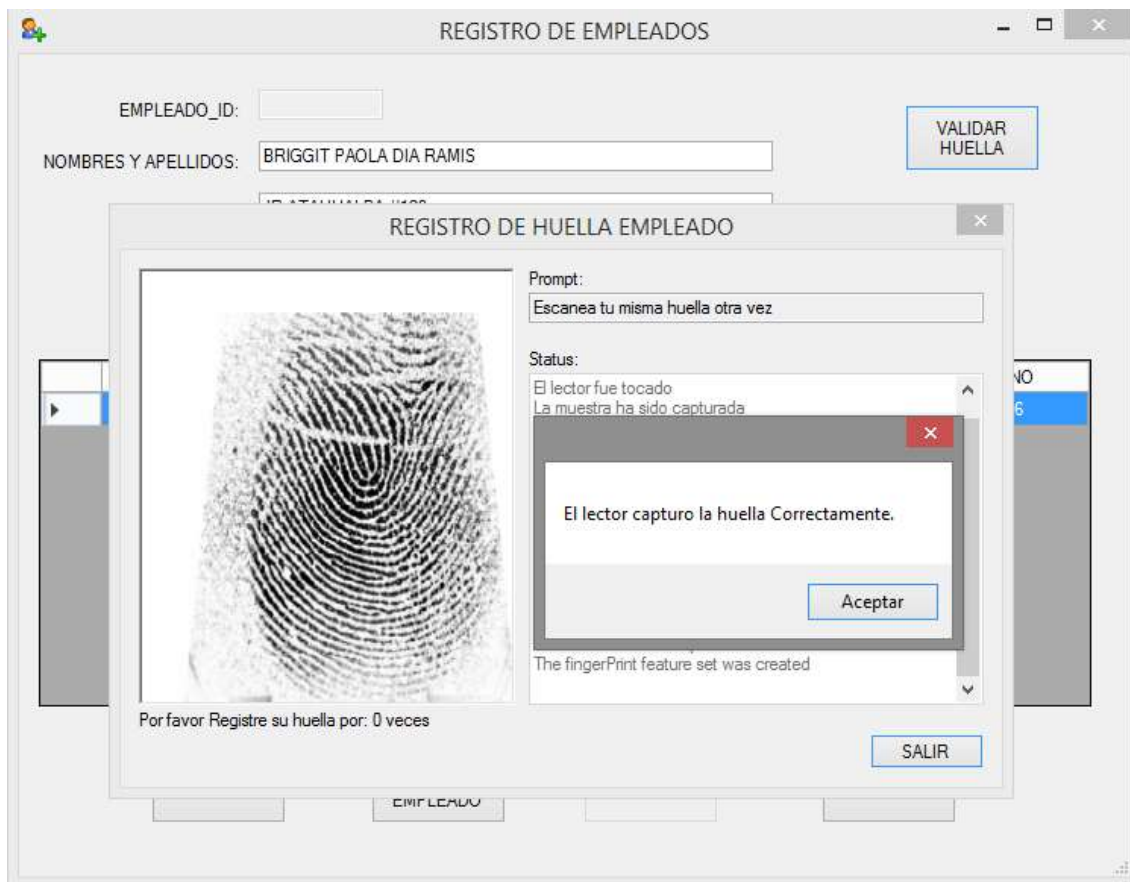 REGISTRO DE EMPLEADOS
EMPLEADO_ID:
VALIDAR
HUELLA
NOMBRES Y APELLIDOS: BRIGGIT PAOLA DIA RAMIS
REGISTRO DE HUELLA EMPLEADO
Prompt:
Escanea tu misma huella otra vez
Status:
El lector fue tocado
La muestra ha sido capturada
NO
6
El lector capturo la huella Correctamente.
Aceptar
The fingerPrint feature set was created
Por favor Registre su huella por: 0 veces
SALIR
EMPLEADO